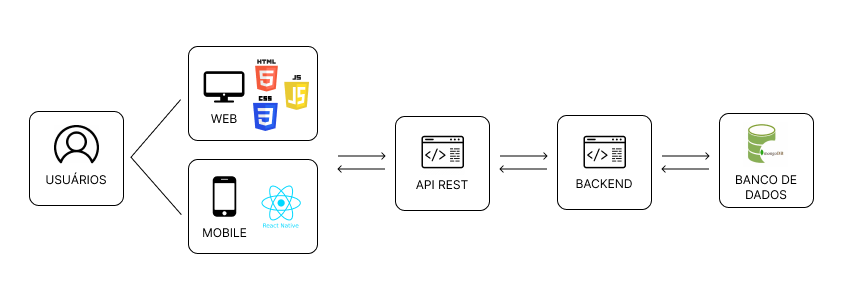 USUÁRIOS
HTML
5
JS
JS
CSS
3
WEB
MOBILE
React Native
</>
API REST
</>
BACKEND
mongoDB
BANCO DE
DADOS